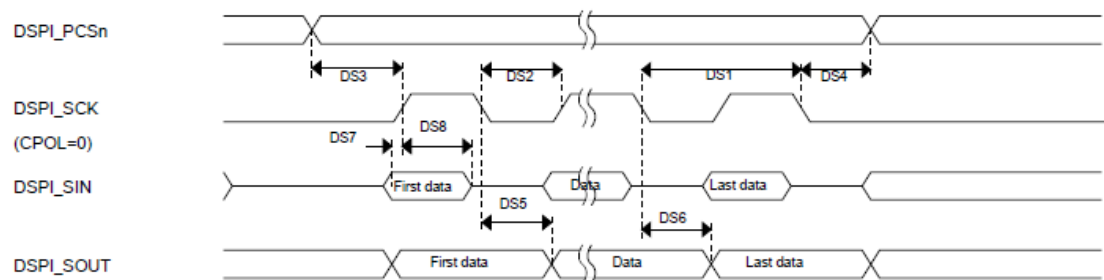 DSPI_PCSn
DS3
DS2
DS1
DS4
DSPI_SCK
(CPOL=0)
DS7
DS8
DSPI_SIN
First data
Data
Last data
DS5
DS6
DSPI_SOUT
First data
Data
Last data